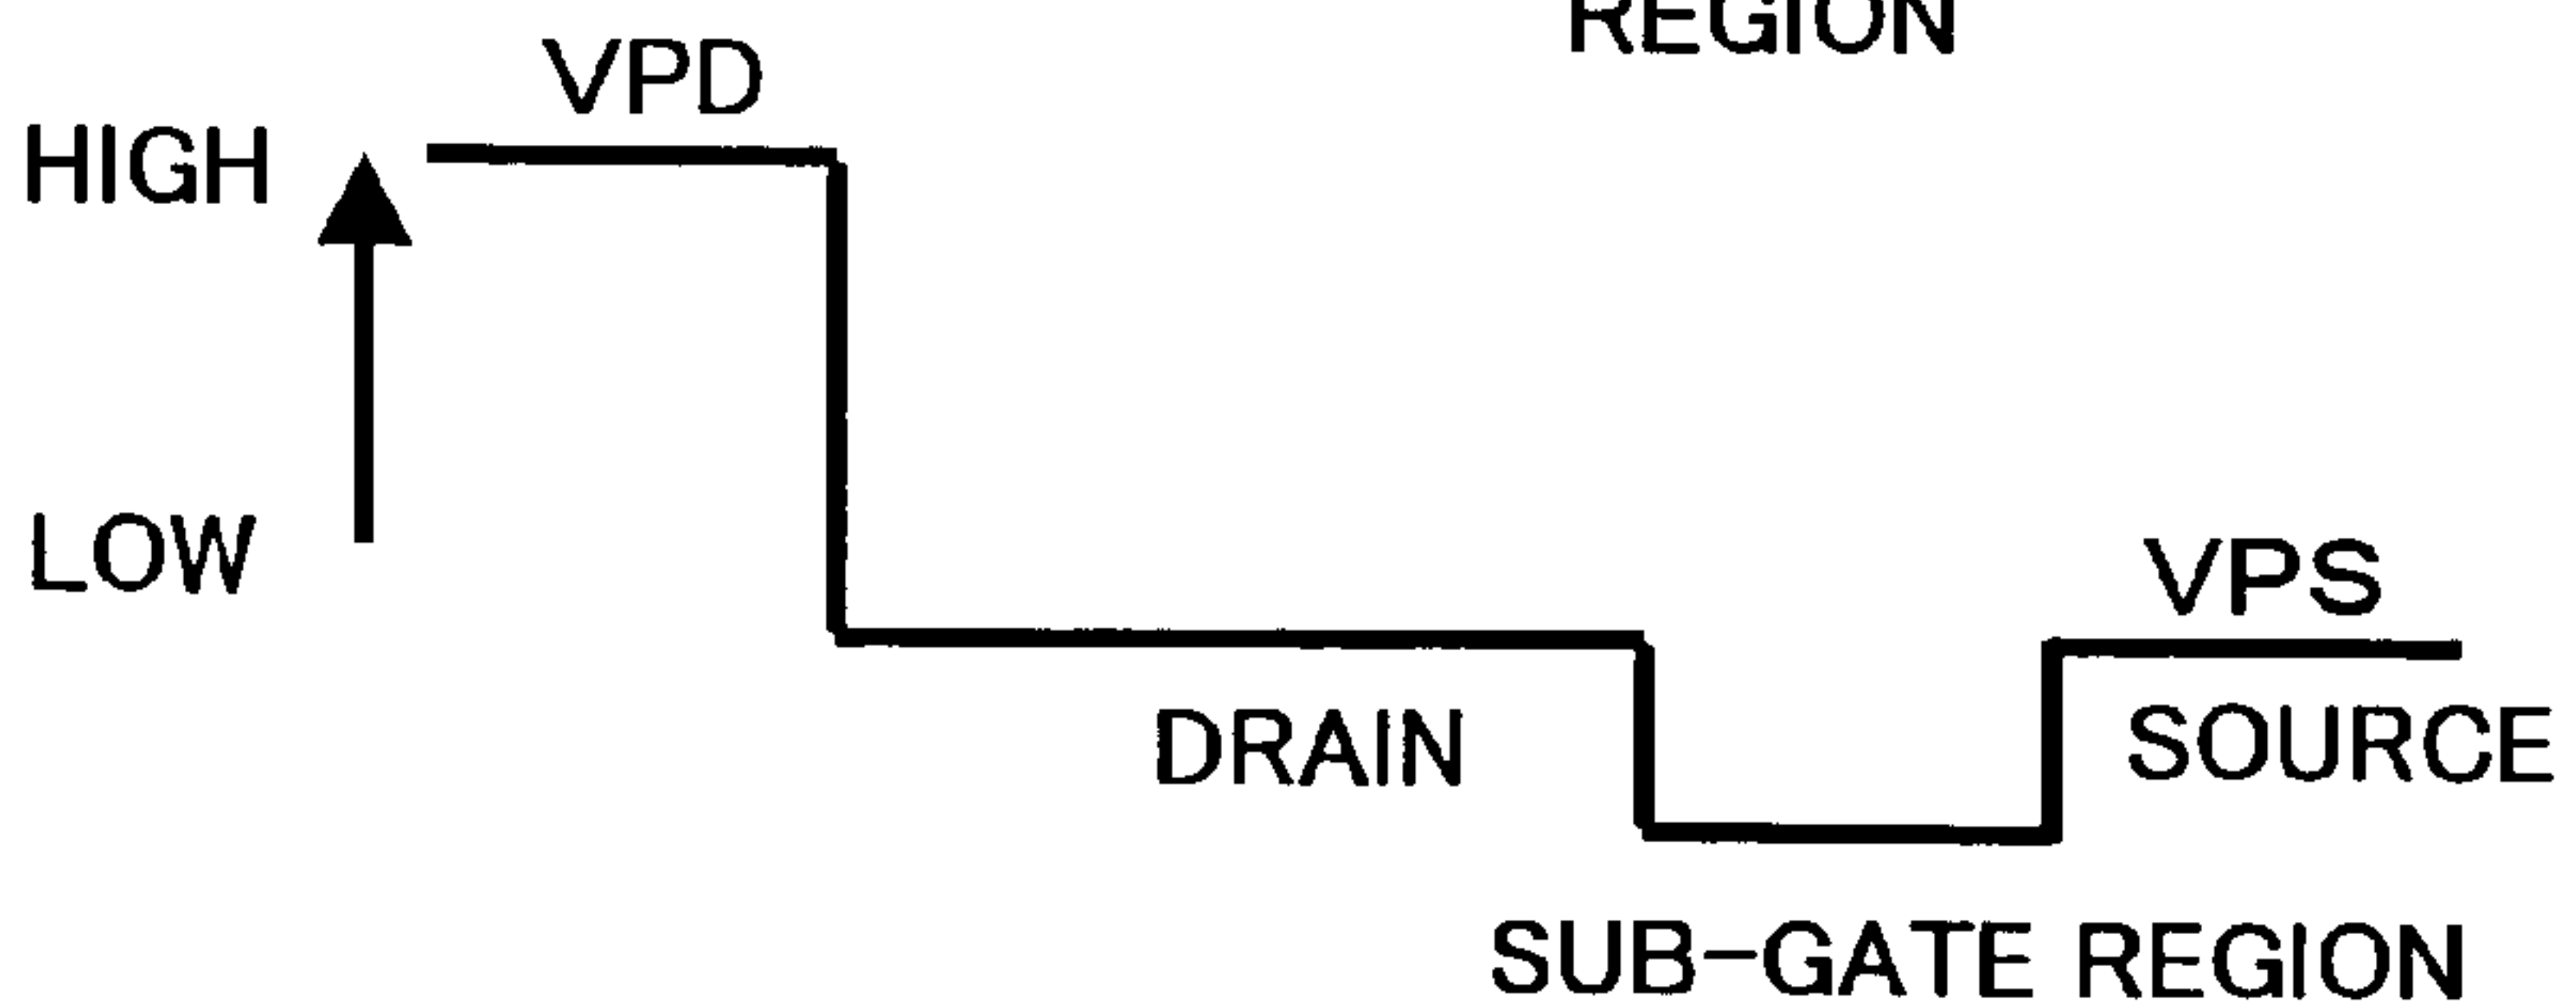 REGION
VPD
HIGH
LOW
VPS
DRAIN
SOURCE
SUB-GATE REGION